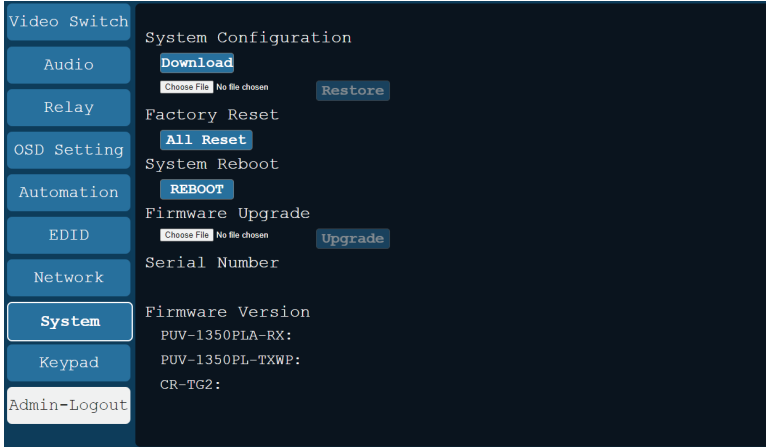 Video Switch
Audio
Relay
OSD Setting
Automation
EDID
Network
System
Keypad
Admin-Logout
System Configuration
Download
Choose File No file chosen Restore
Factory Reset
All Reset
System Reboot
REBOOT
Firmware Upgrade
Choose File No file chosen Upgrade
Serial Number
Firmware Version
PUV-1350PLA-RX:
PUV-1350PL-TXWP:
CR-TG2: